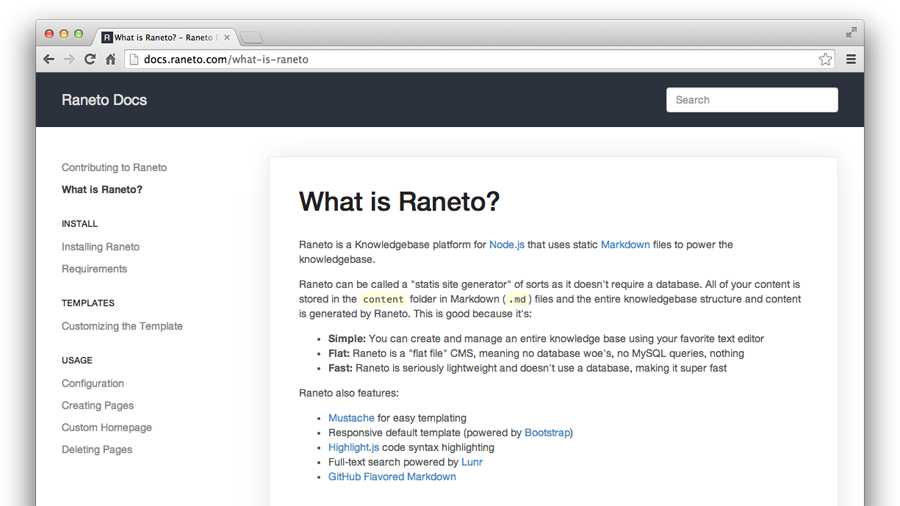 What is Raneto? – Raneto D
docs.raneto.com/what-is-raneto
Raneto Docs
Search
Contributing to Raneto
What is Raneto?
INSTALL
Installing Raneto
Requirements
TEMPLATES
Customizing the Template
USAGE
Configuration
Creating Pages
Custom Homepage
Deleting Pages
What is Raneto?
Raneto is a Knowledgebase platform for Node.js that uses static Markdown files to power the
knowledgebase.
Raneto can be called a "statis site generator" of sorts as it doesn't require a database. All of your content is
stored in the content folder in Markdown ( .md ) files and the entire knowledgebase structure and content
is generated by Raneto. This is good because it's:
• Simple: You can create and manage an entire knowledge base using your favorite text editor
• Flat: Raneto is a "flat file" CMS, meaning no database woe's, no MySQL queries, nothing
• Fast: Raneto is seriously lightweight and doesn't use a database, making it super fast
Raneto also features:
• Mustache for easy templating
• Responsive default template (powered by Bootstrap)
• Highlight.js code syntax highlighting
• Full-text search powered by Lunr
• GitHub Flavored Markdown